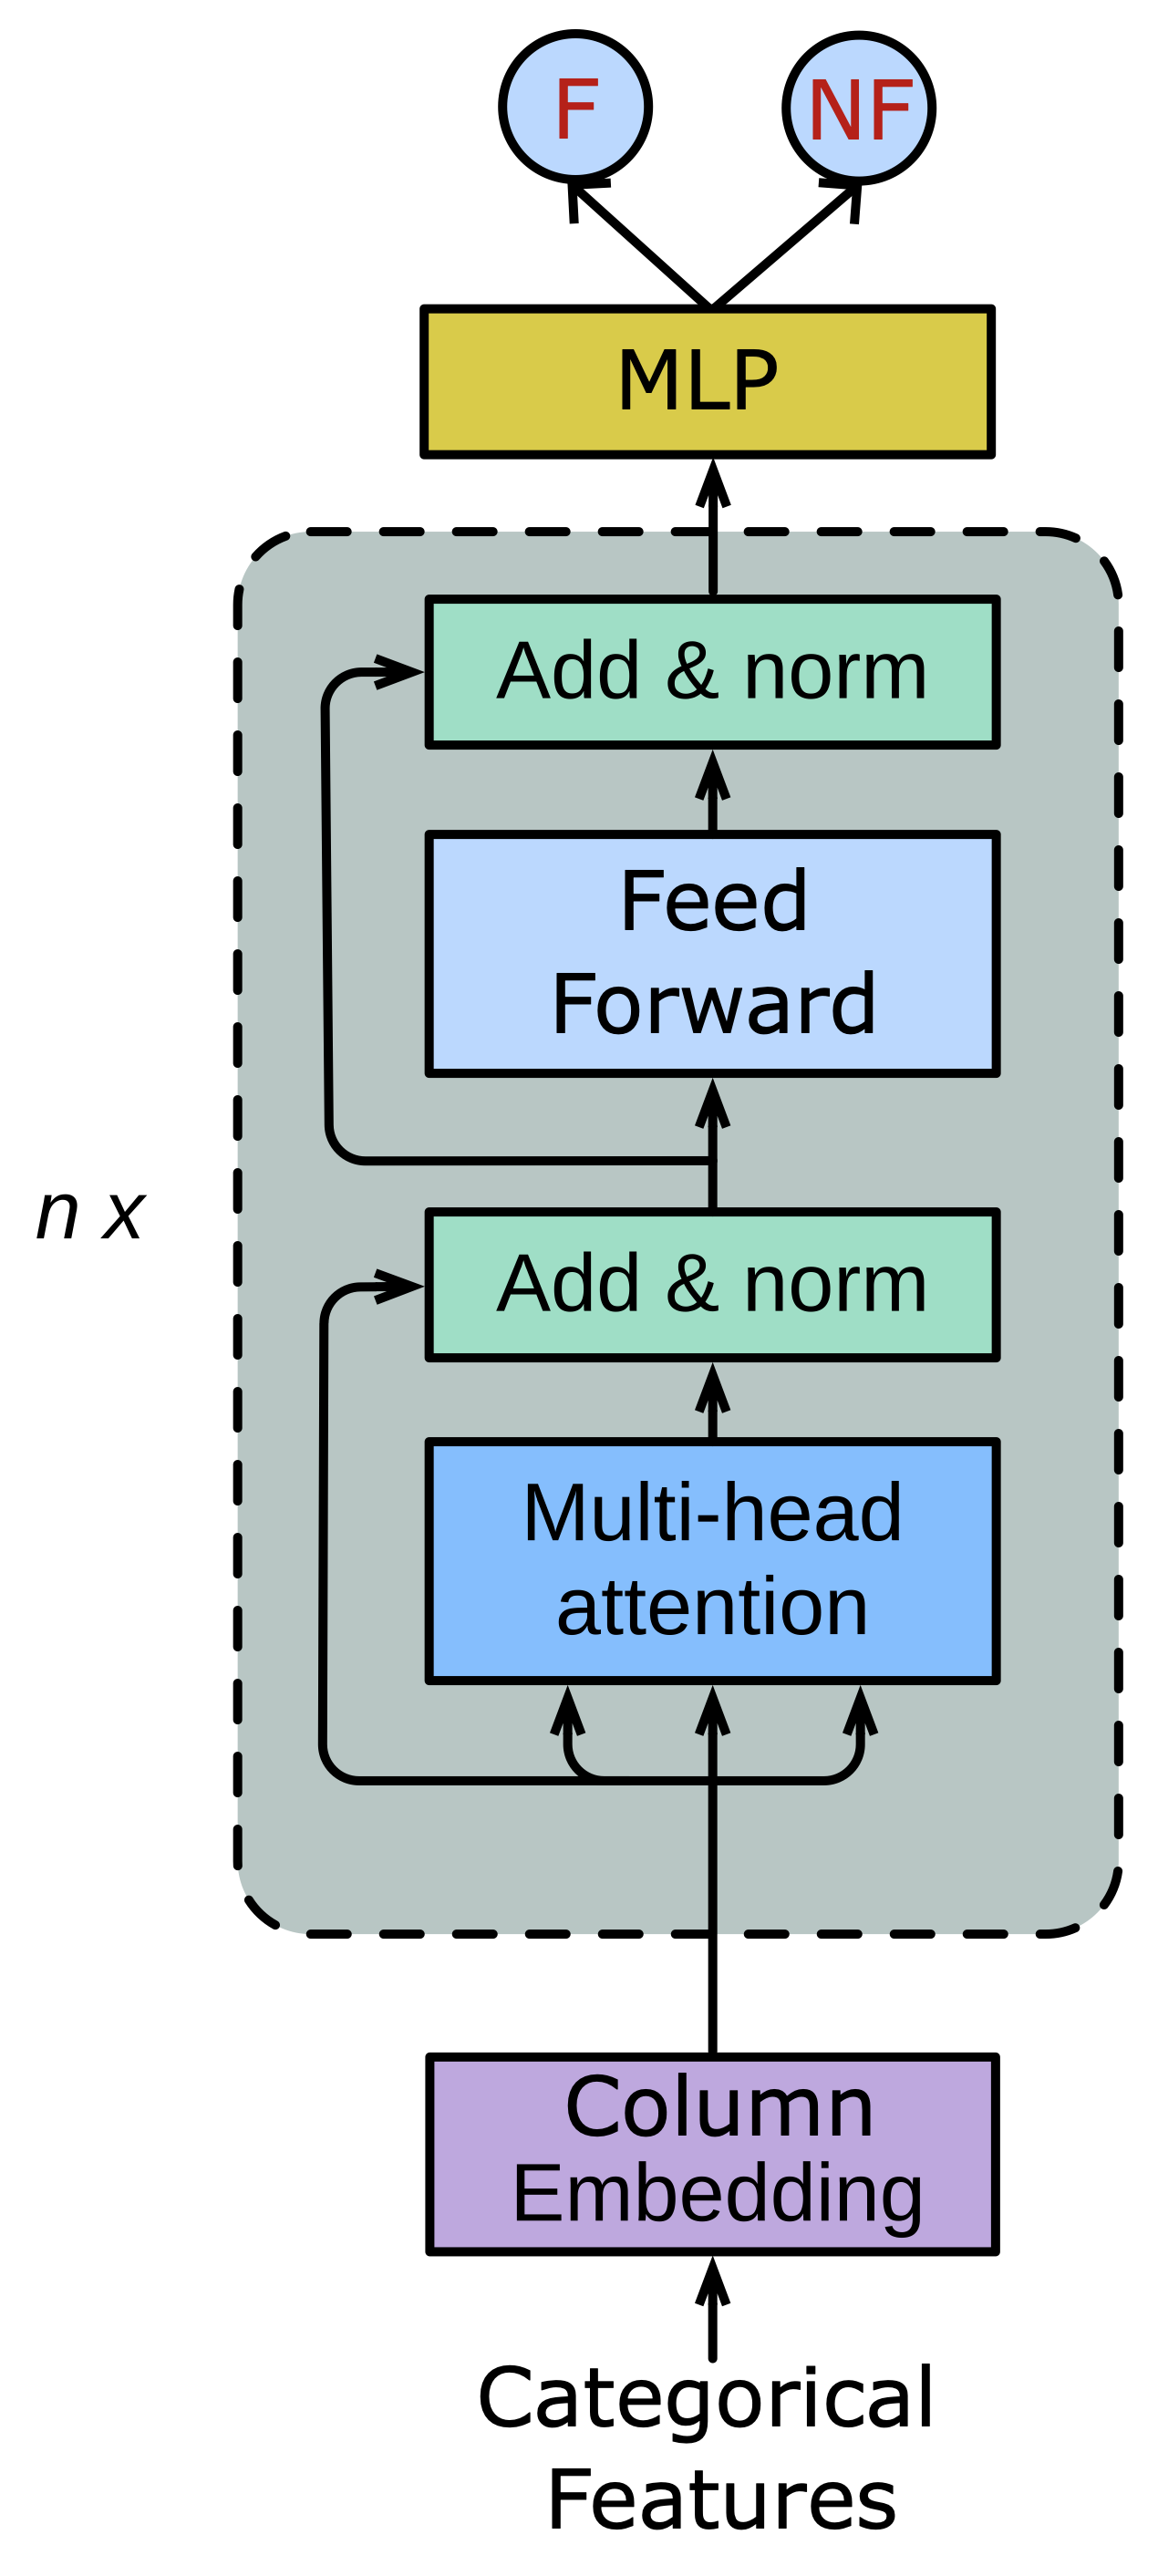 F NF
MLP
Add & norm
Feed
Forward
n x
Add & norm
Multi-head
attention
Column
Embedding
Categorical
Features